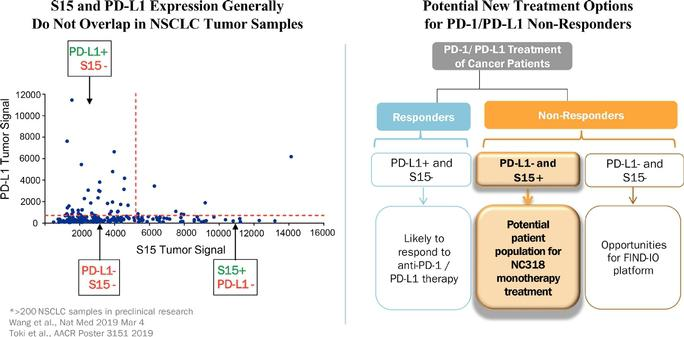 S15 and PD-L1 Expression Generally
Do Not Overlap in NSCLC Tumor Samples
PD-L1+
S15 -
PD-L1 Tumor Signal
12000
10000
8000
6000
4000
2000
0
2000 4000 6000 8000 10000 12000 14000 16000
S15 Tumor Signal
PD-L1-
S15 -
S15+
PD-L1 -
*>200 NSCLC samples in preclinical research
Wang et al., Nat Med 2019 Mar 4
Toki et al., AACR Poster 3151 2019
Potential New Treatment Options
for PD-1/PD-L1 Non-Responders
PD-1/ PD-L1 Treatment
of Cancer Patients
Responders
Non-Responders
PD-L1+ and
S15-
PD-L1- and
S15+
PD-L1- and
S15-
Likely to
respond to
anti-PD-1 /
PD-L1 therapy
Potential
patient
population for
NC318
monotherapy
treatment
Opportunities
for FIND-IO
platform